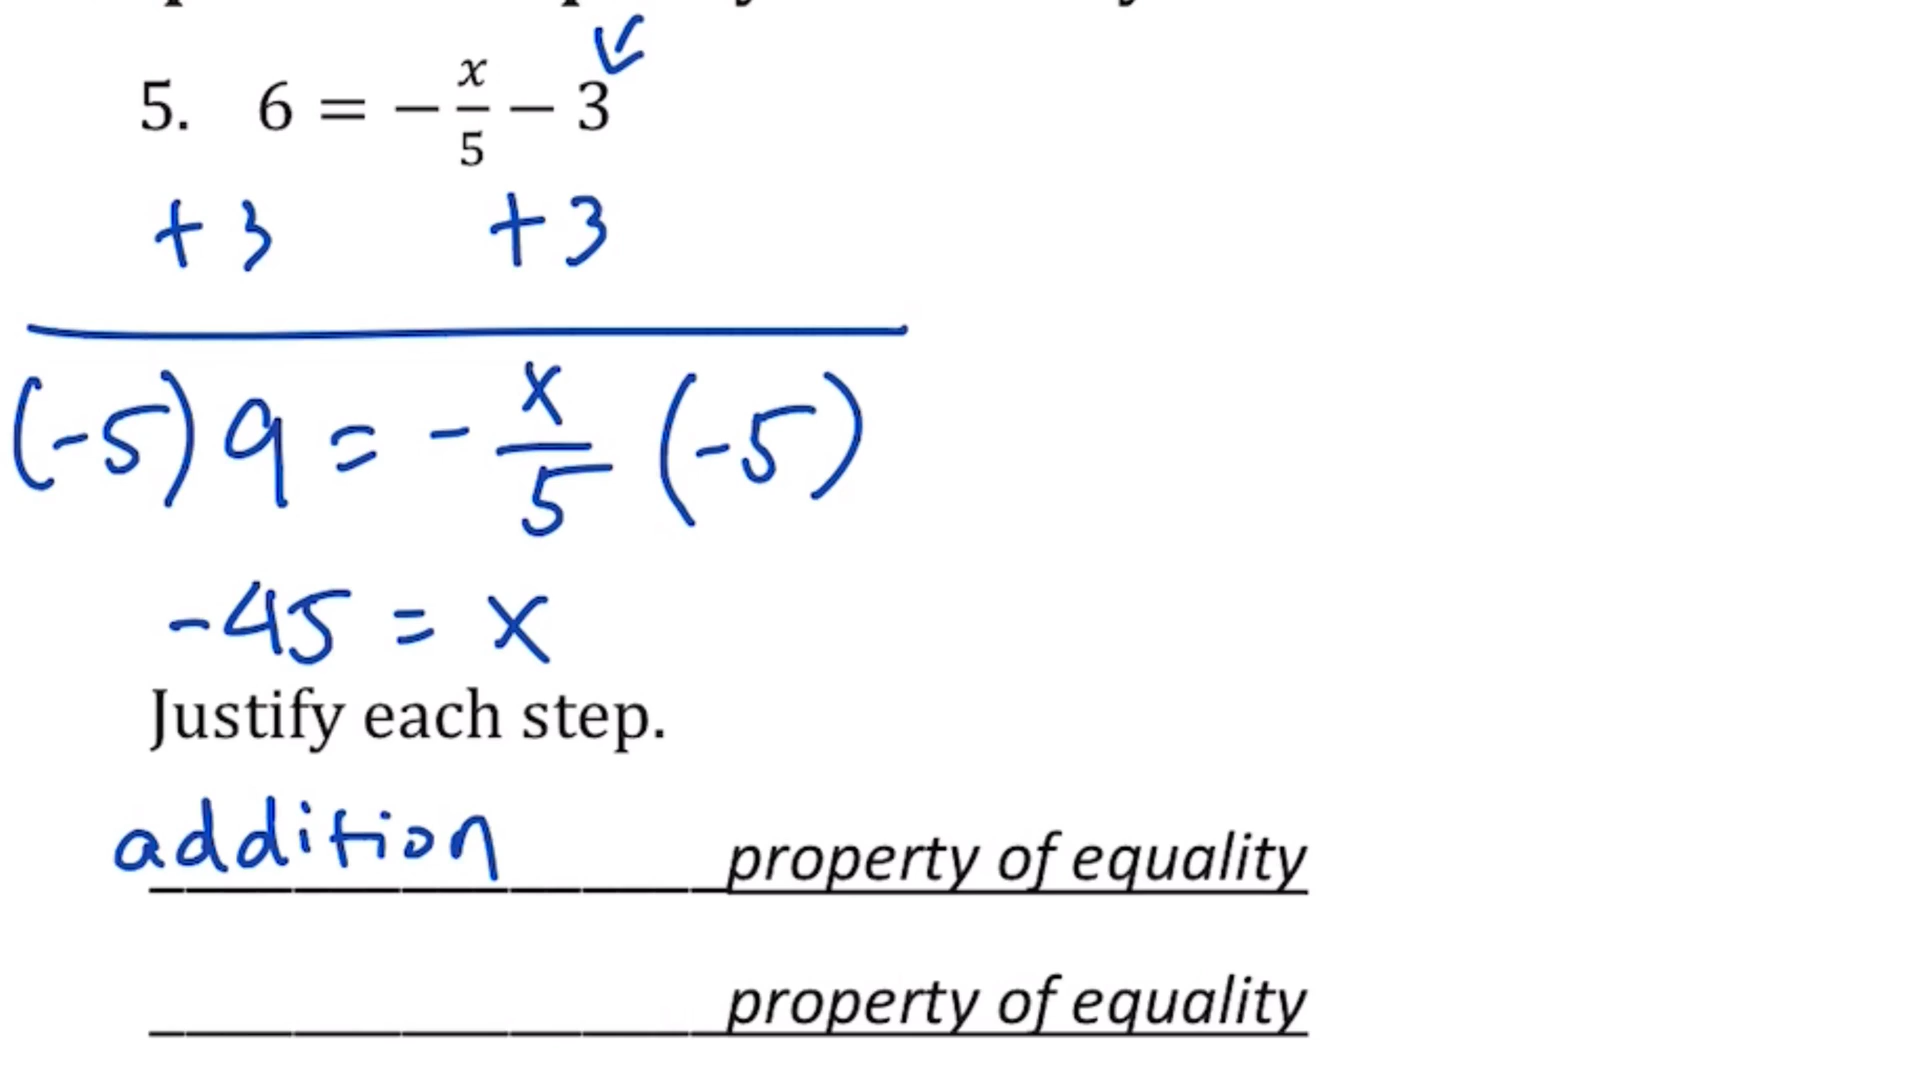 5. 6 = -x/5 - 3
+3 +3
(-5) 9 = -x/5 (-5)
-45 = x
Justify each step.
addition property of equality
property of equality